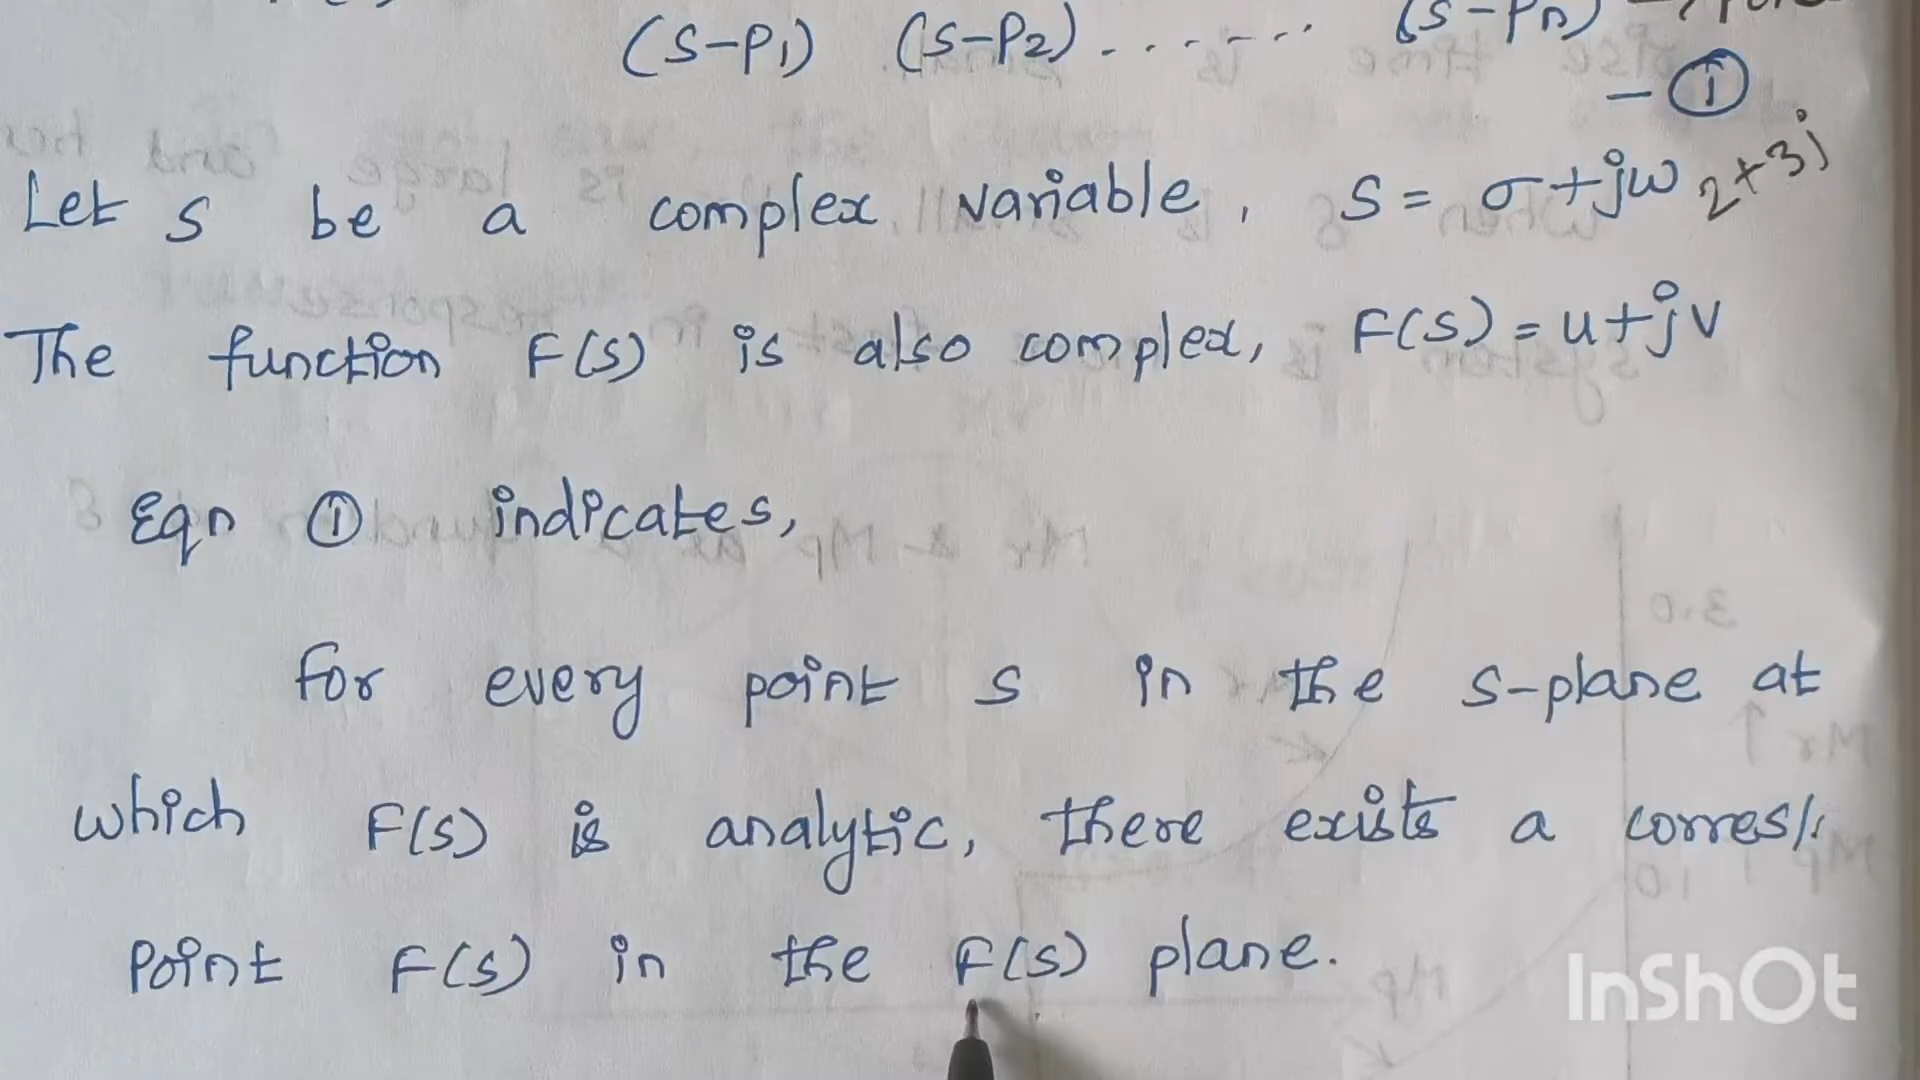 (s-p1) (s-p2) ....... (s-pn)
- ①
Let s be a complex variable, s = σ+jω 2+3j
The function F(s) is also complex, F(s) = u+jv
Eqn ① indicates,
for every point s in the s-plane at
which F(s) is analytic, there exists a corres/.
Point F(s) in the F(s) plane.
InShOt